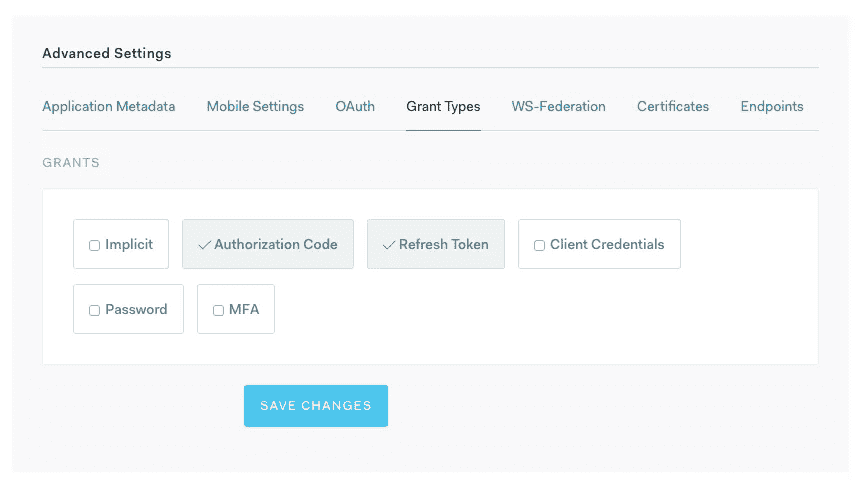 Advanced Settings
Application Metadata Mobile Settings OAuth Grant Types WS-Federation Certificates Endpoints
GRANTS
Implicit Authorization Code Refresh Token Client Credentials
Password MFA
SAVE CHANGES